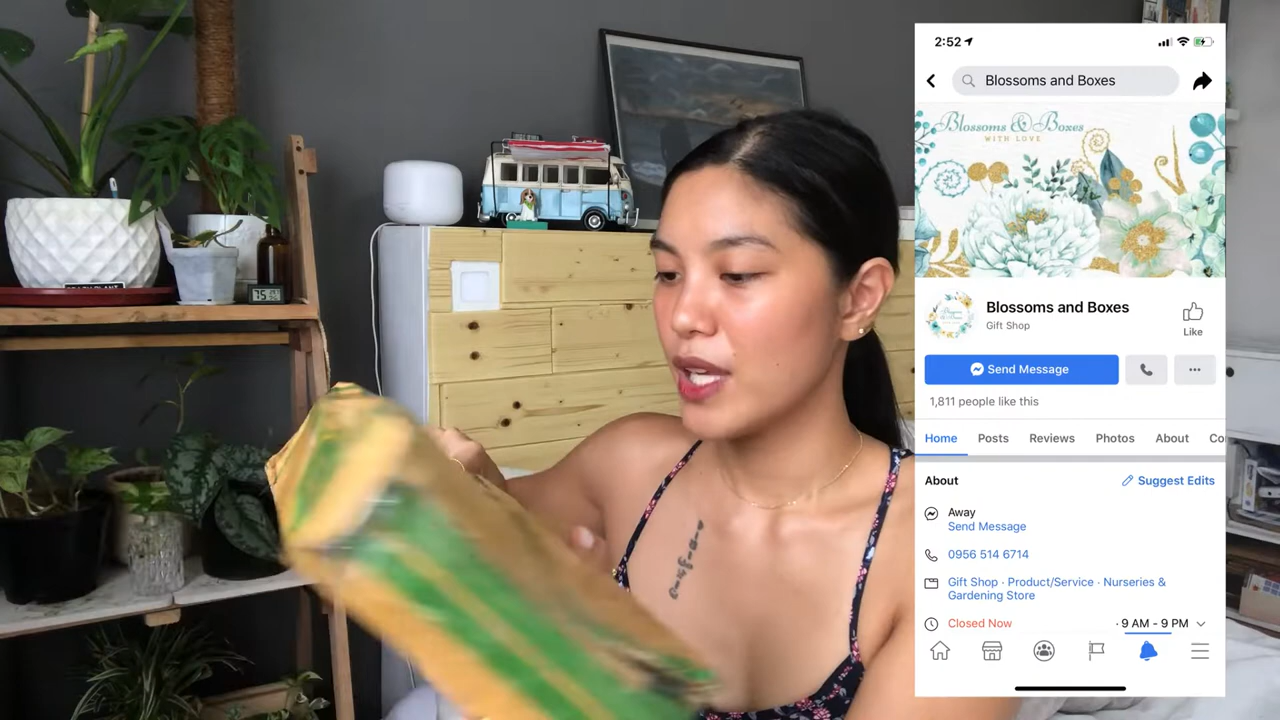 2:52
Blossoms and Boxes
Blossoms & Boxes
WITH LOVE
Blossoms and Boxes
Gift Shop
Like
Send Message
1,811 people like this
Home Posts Reviews Photos About Co
About
Suggest Edits
Away
Send Message
0956 514 6714
Gift Shop · Product/Service · Nurseries &
Gardening Store
Closed Now · 9 AM - 9 PM
75